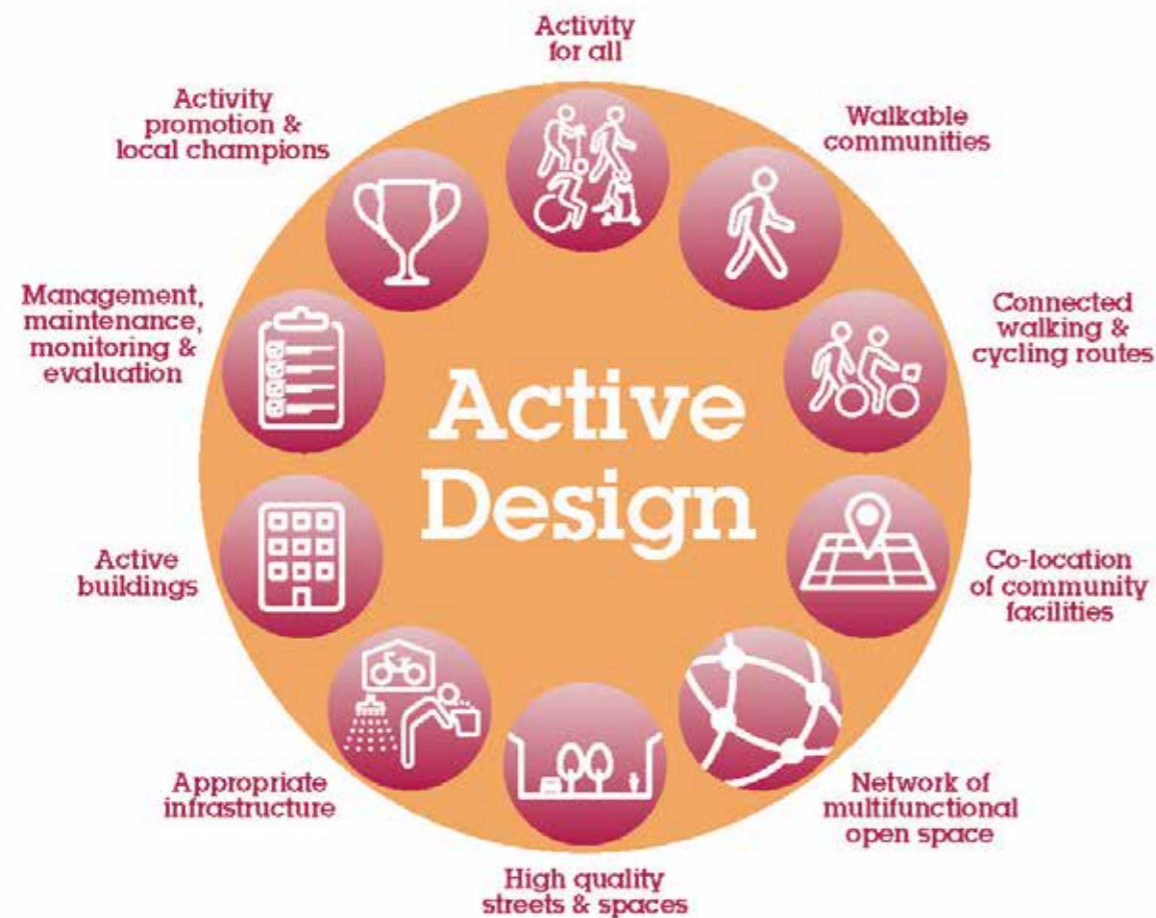 Activity
for all
Walkable
communities
Connected
walking &
cycling routes
Co-location
of community
facilities
Network of
multifunctional
open space
High quality
streets & spaces
Appropriate
infrastructure
Active
buildings
Management,
maintenance,
monitoring &
evaluation
Activity
promotion &
local champions
Active
Design